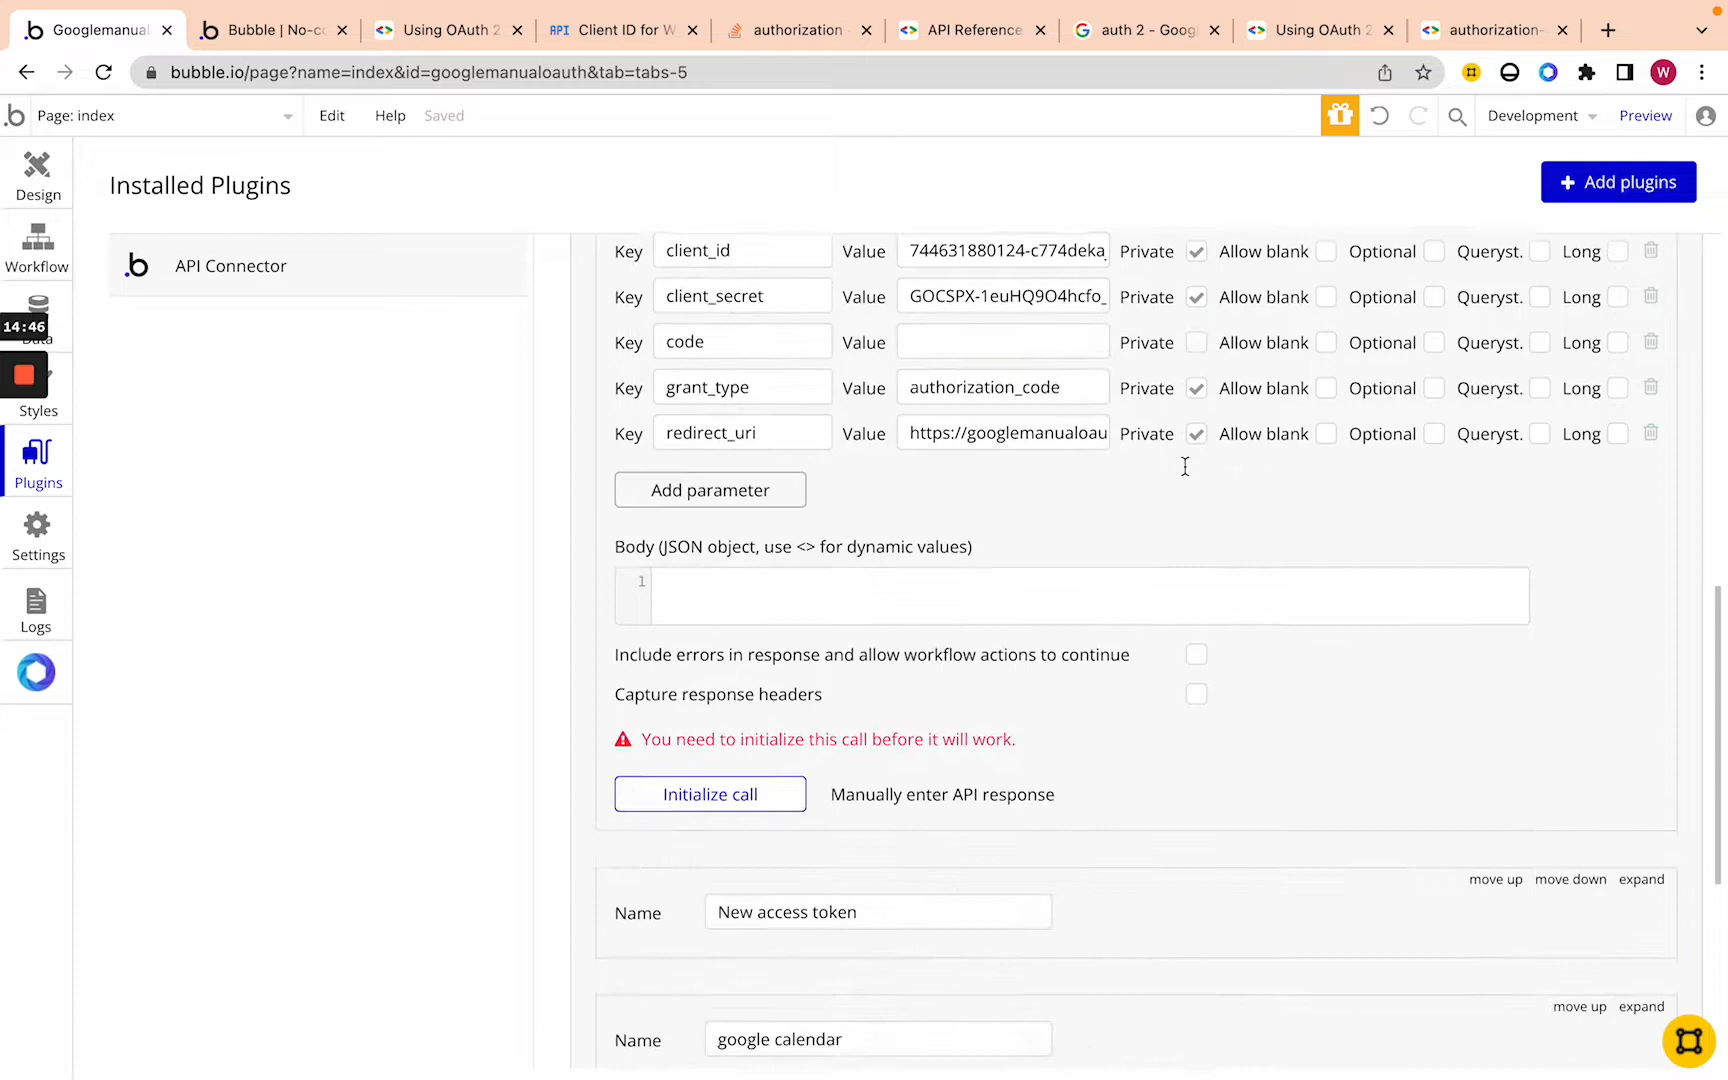 Googlemanual
Bubble | No-co
Using OAuth 2
API Client ID for W
authorization
API Reference
auth 2 - Googl
Using OAuth 2
authorization-
bubble.io/page?name=index&id=googlemanualoauth&tab=tabs-5
W
Page: index
Edit
Help
Saved
Development
Preview
Design
Workflow
14:46
Data
Styles
Plugins
Settings
Logs
Installed Plugins
+ Add plugins
API Connector
Key client_id Value 744631880124-c774deka Private Allow blank Optional Queryst. Long
Key client_secret Value GOCSPX-1euHQ9O4hcfo_ Private Allow blank Optional Queryst. Long
Key code Value Private Allow blank Optional Queryst. Long
Key grant_type Value authorization_code Private Allow blank Optional Queryst. Long
Key redirect_uri Value https://googlemanualoau Private Allow blank Optional Queryst. Long
Add parameter
Body (JSON object, use <> for dynamic values)
1
Include errors in response and allow workflow actions to continue
Capture response headers
You need to initialize this call before it will work.
Initialize call
Manually enter API response
move up move down expand
Name New access token
move up expand
Name google calendar